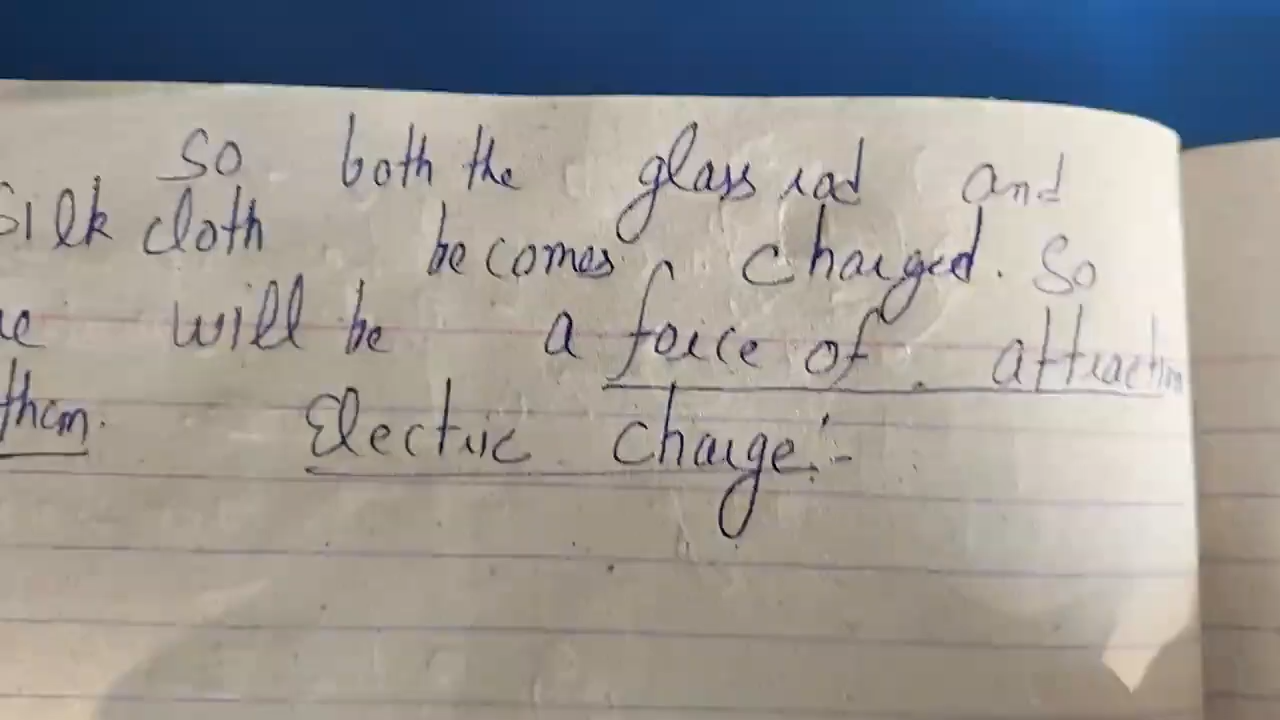 So both the glass rod and
Silk cloth becomes charged. So
will be a force of attraction
them.
Electric charge:-